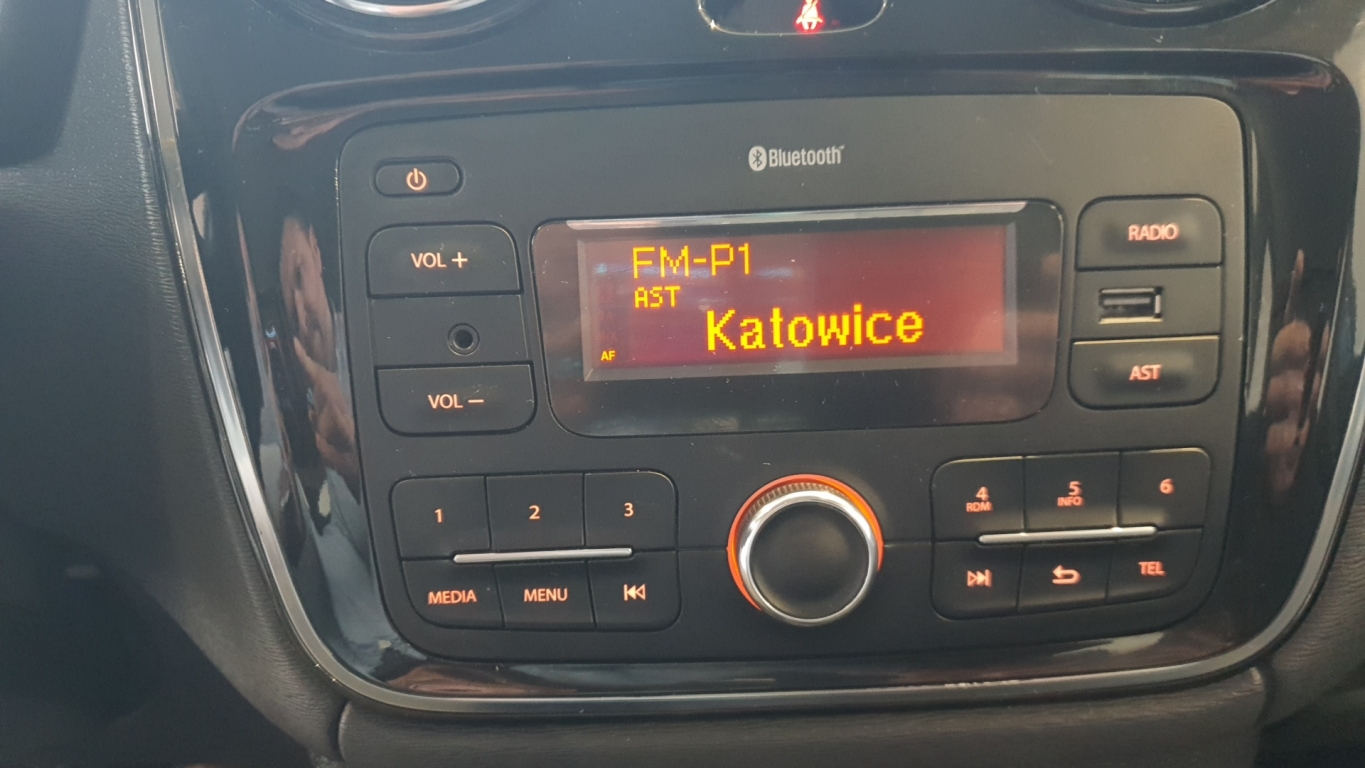 Bluetooth
VOL +
VOL −
FM-P1
AST
Katowice
AF
RADIO
AST
1
2
3
MEDIA
MENU
4
RDM
5
INFO
6
TEL